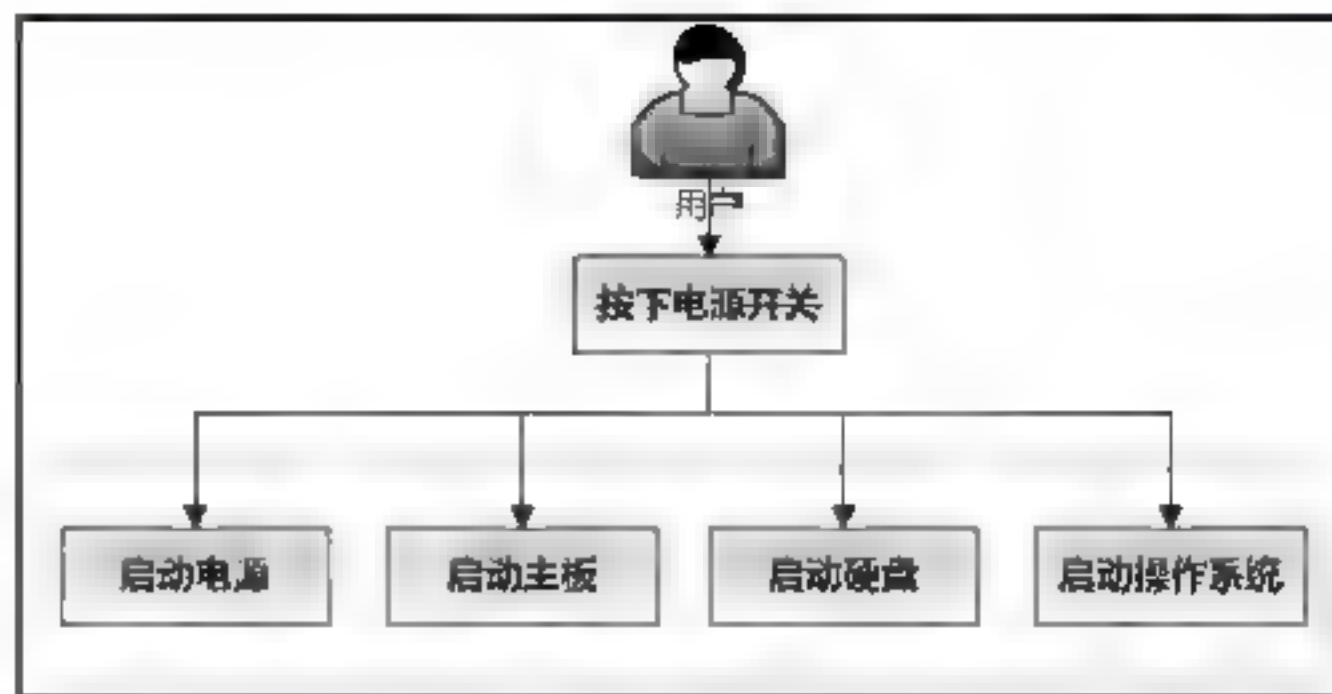 用户
按下电源开关
启动电源
启动主板
启动硬盘
启动操作系统